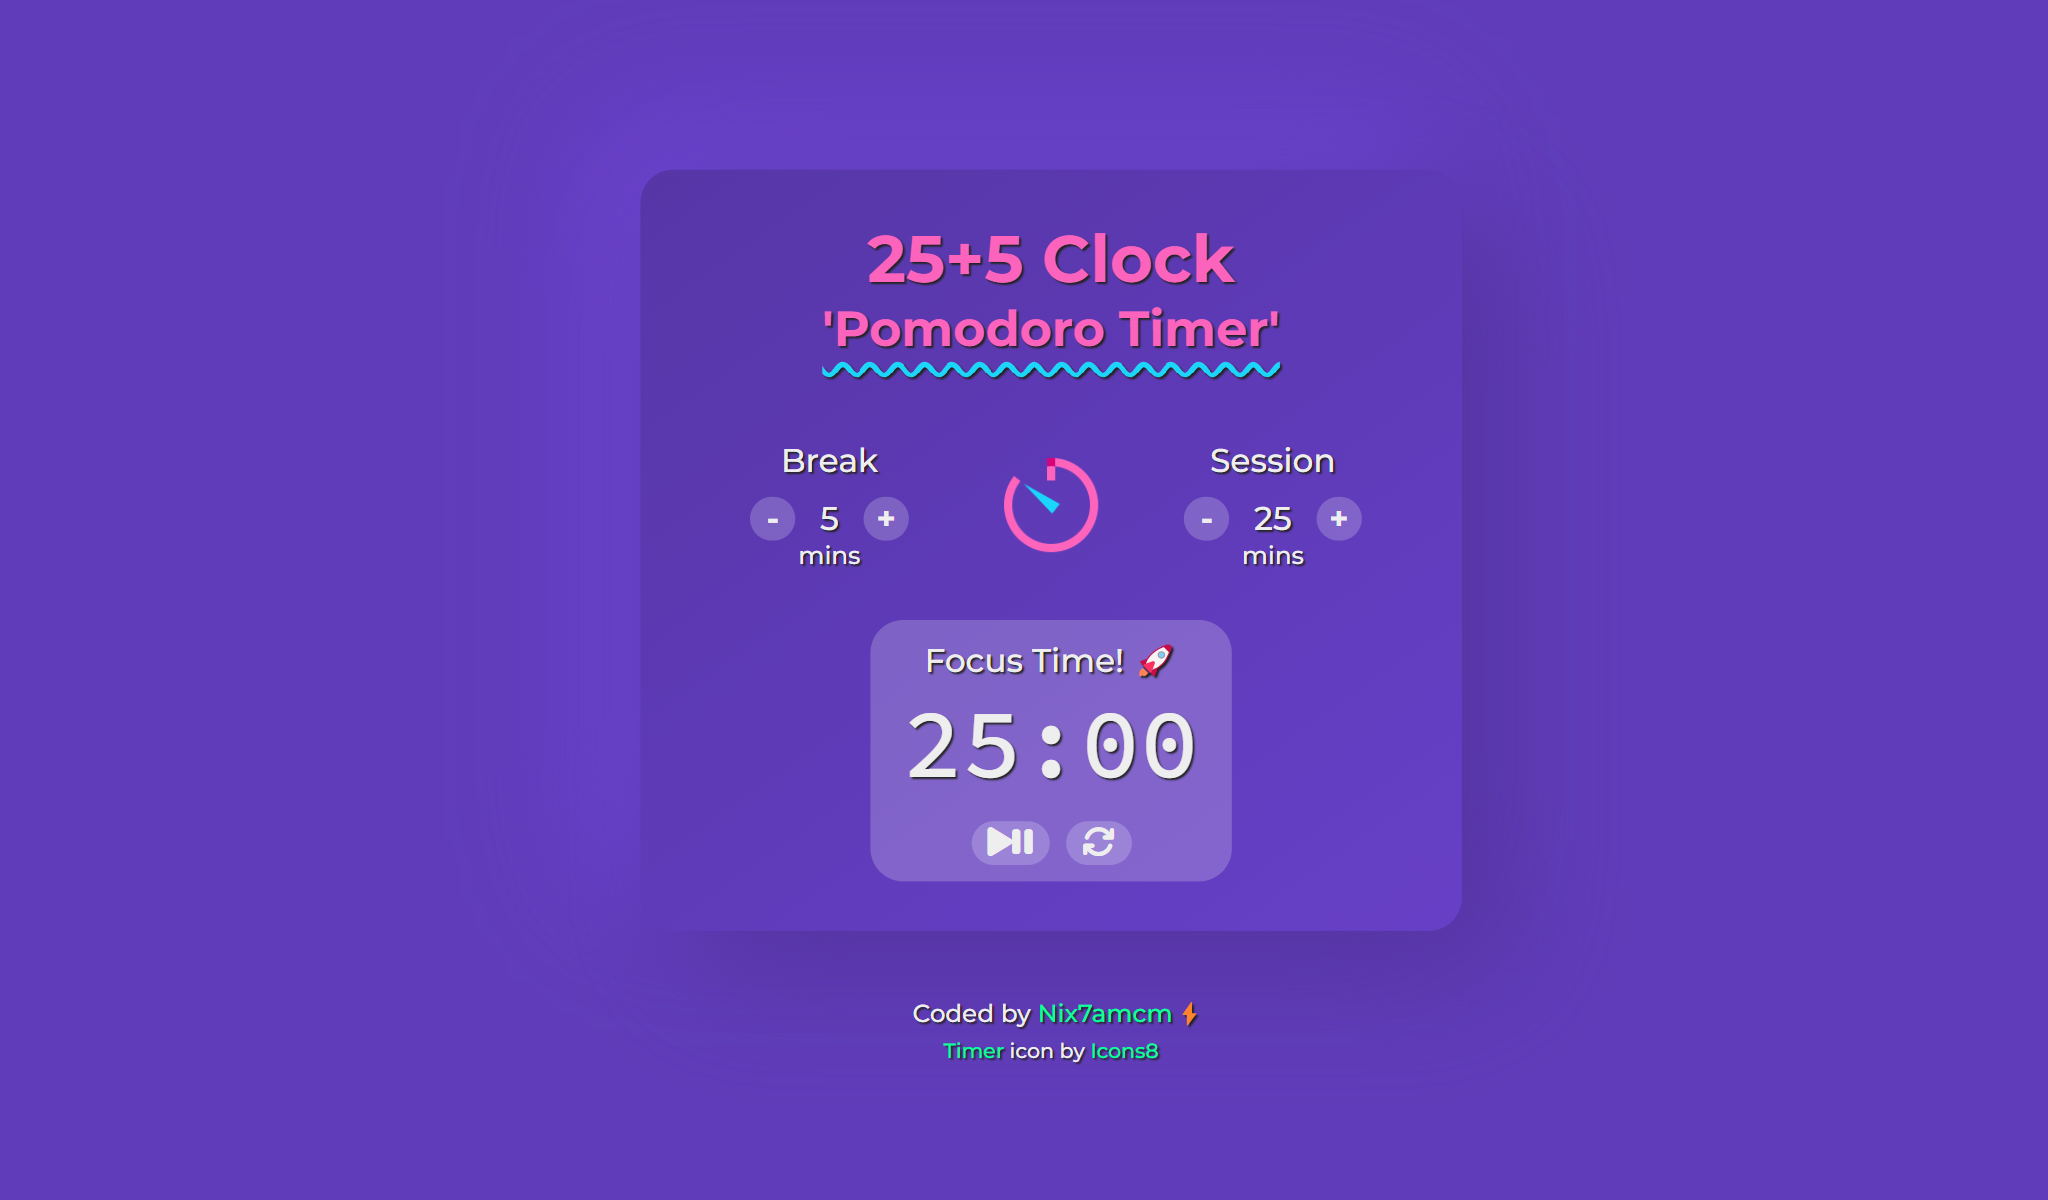 25+5 Clock
'Pomodoro Timer'
Break
- 5 +
mins
Session
- 25 +
mins
Focus Time! 🚀
25:00
Coded by Nix7amcm ⚡
Timer icon by Icons8